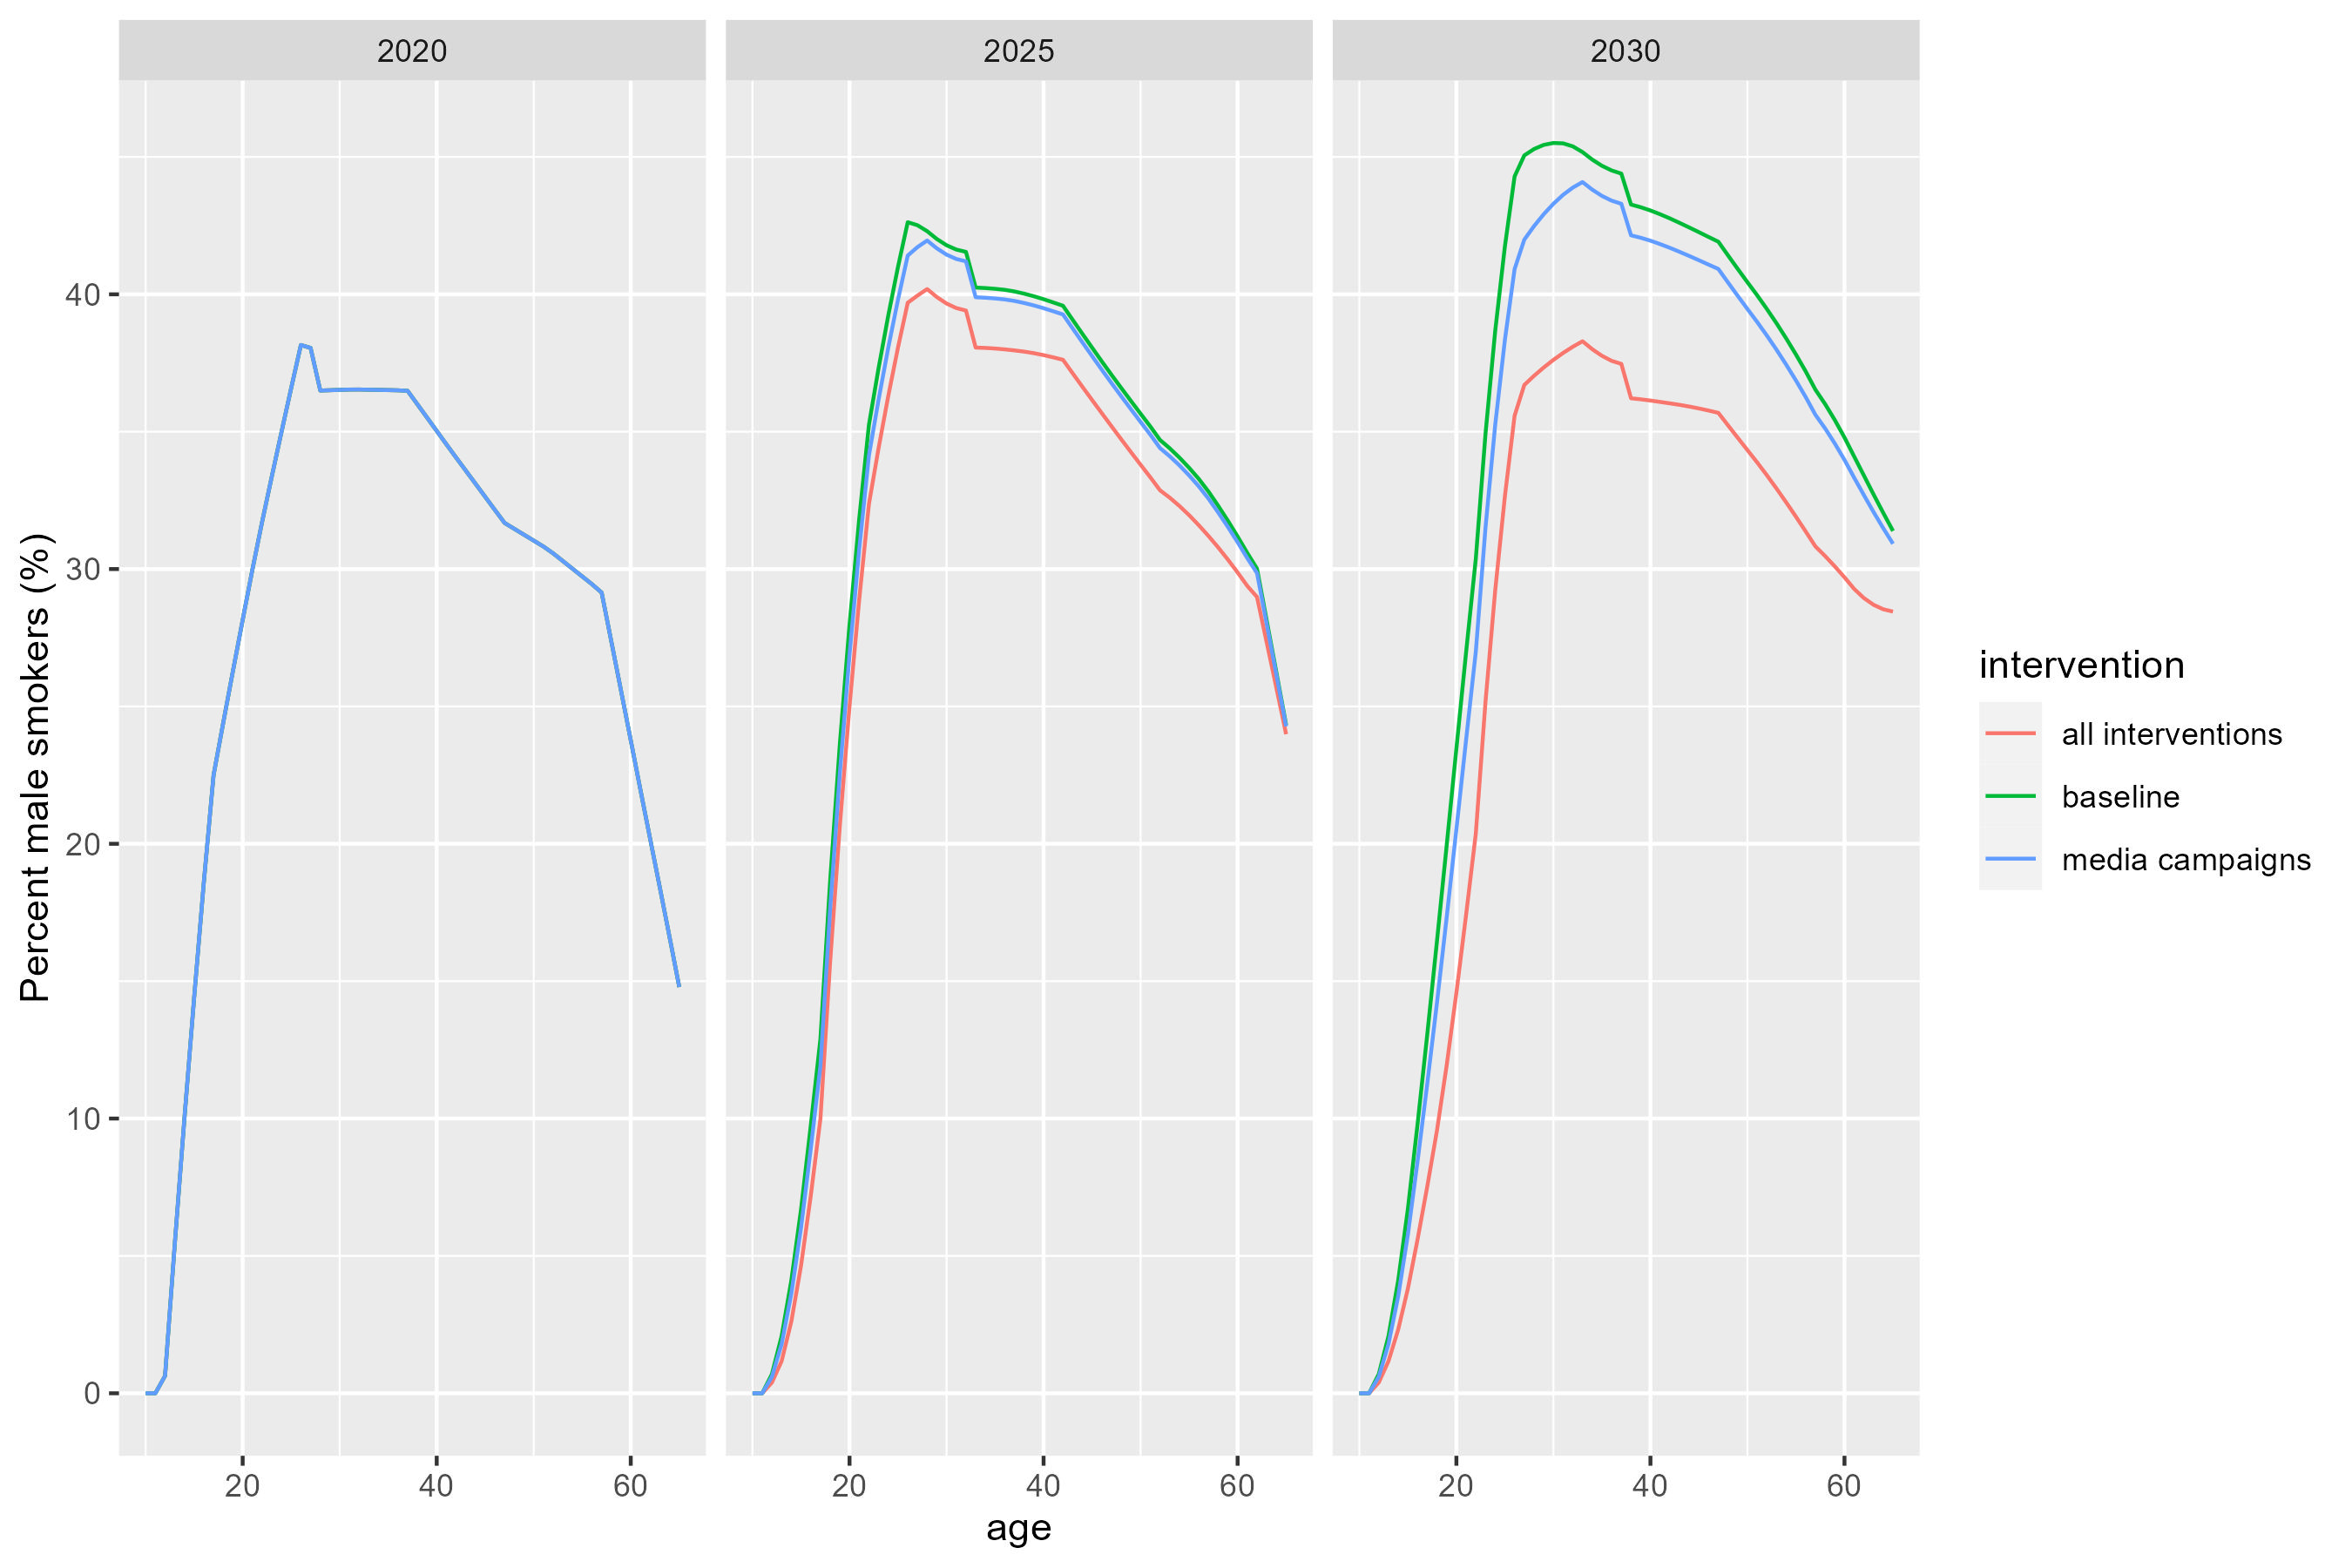 2020 2025 2030
Percent male smokers (%)
40
30
20
10
0
20 40 60 20 40 60 20 40 60
age
intervention
all interventions
baseline
media campaigns